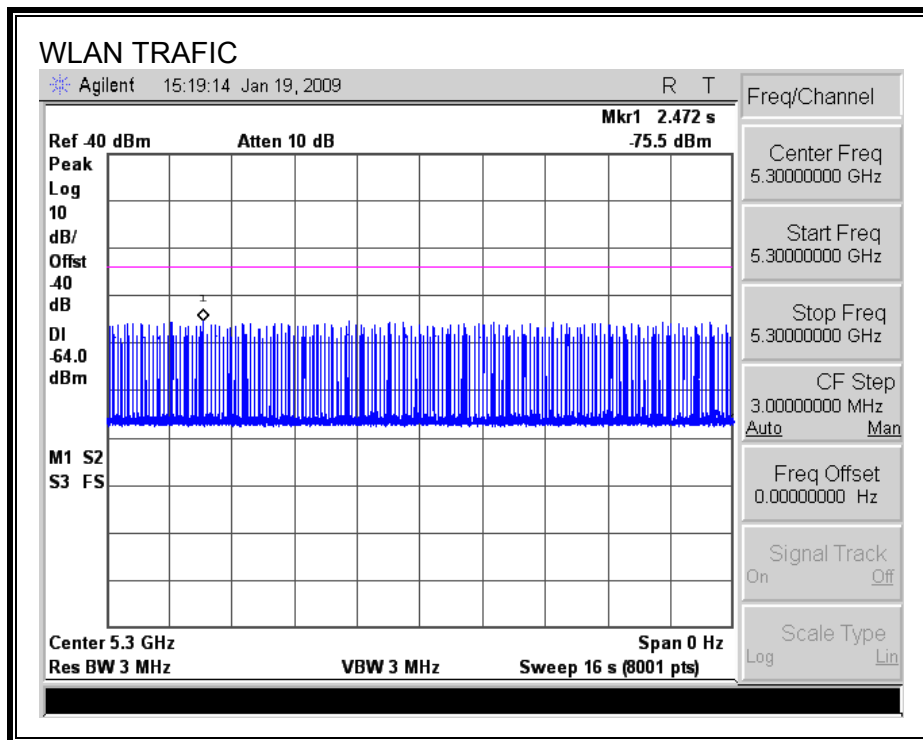 WLAN TRAFIC
Agilent 15:19:14 Jan 19, 2009 R T
Mkr1 2.472 s
Ref -40 dBm Atten 10 dB -75.5 dBm
Peak
Log
10
dB/
Offst
-40
dB
DI
-64.0
dBm
M1 S2
S3 FS
1
Center 5.3 GHz Span 0 Hz
Res BW 3 MHz VBW 3 MHz Sweep 16 s (8001 pts)
Freq/Channel
Center Freq
5.30000000 GHz
Start Freq
5.30000000 GHz
Stop Freq
5.30000000 GHz
CF Step
3.00000000 MHz
Auto Man
Freq Offset
0.00000000 Hz
Signal Track
On Off
Scale Type
Log Lin